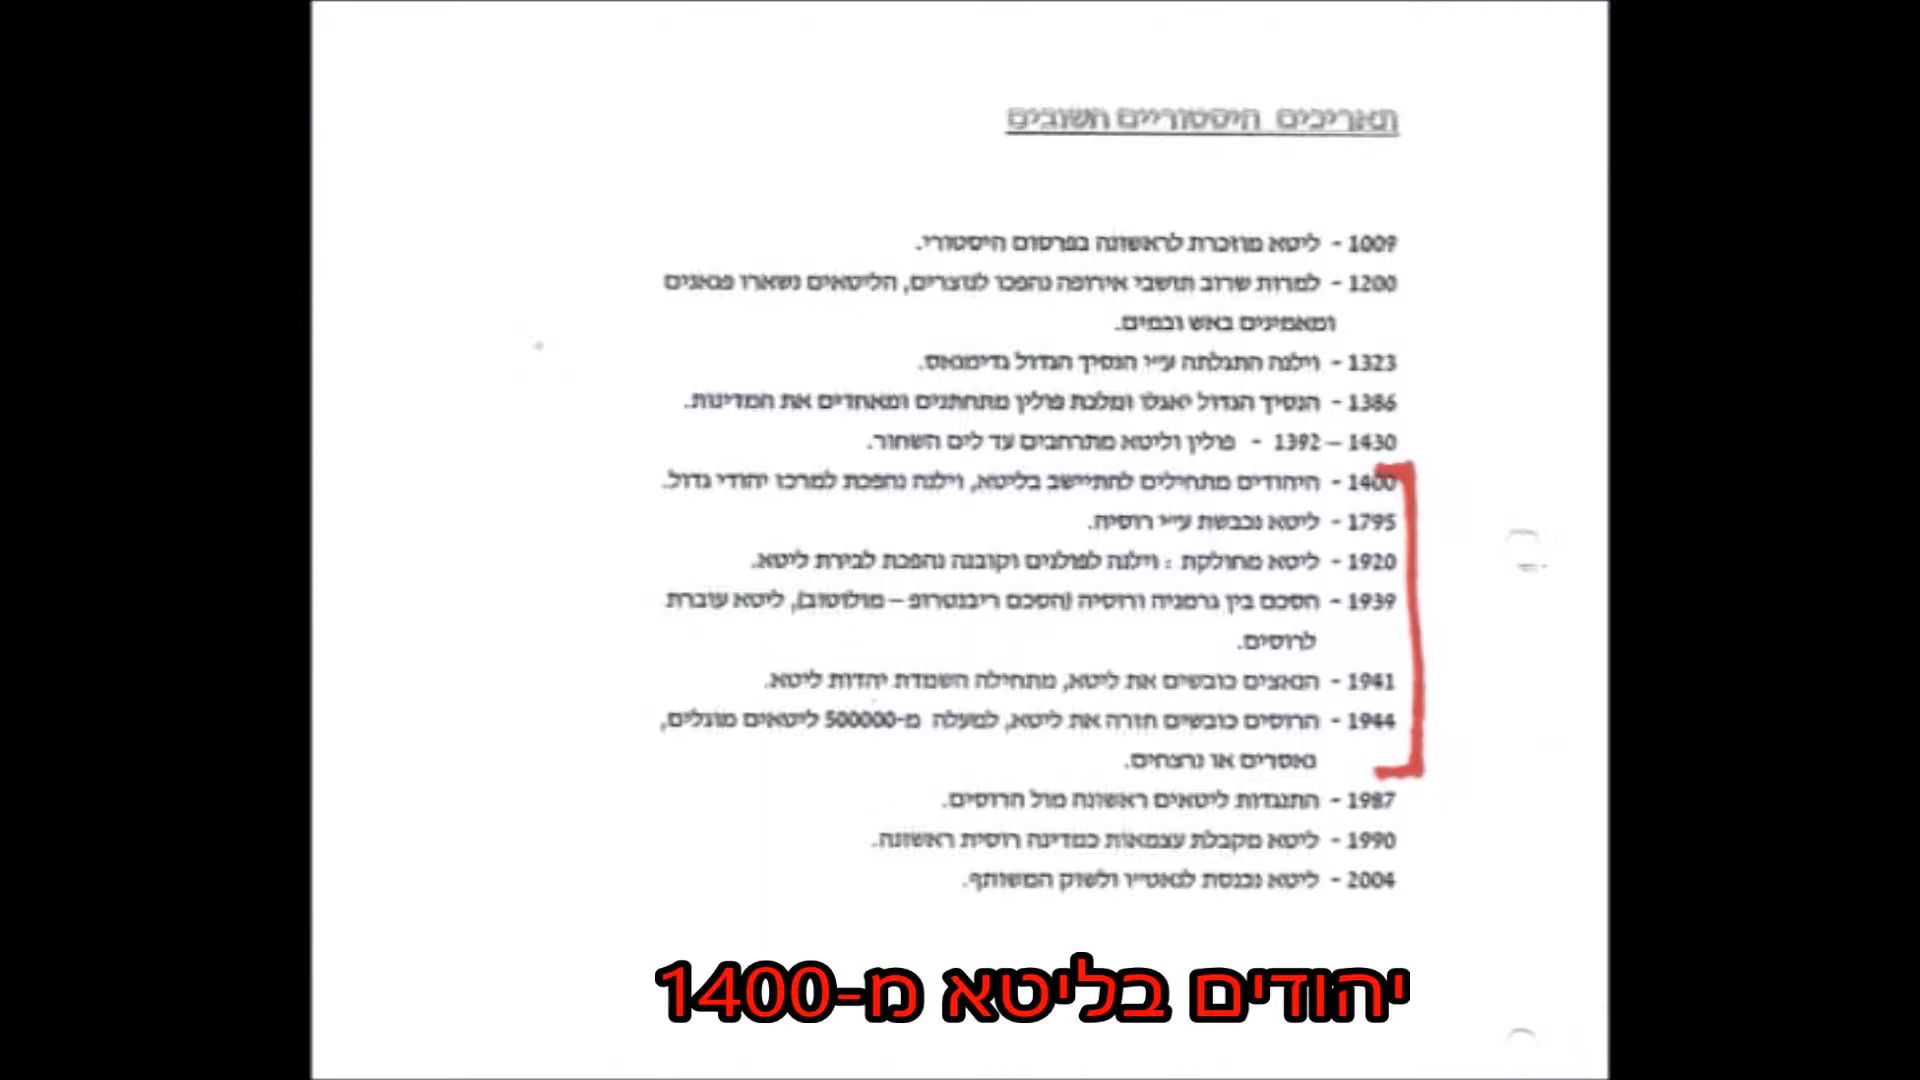 תאריכים היסטוריים חשובים
1009 - ליטא מוזכרת לראשונה בפרסום היסטורי.
1200 - למרות שרוב תושבי אירופה נהפכו לנוצרים, הליטאים נשארו פגאנים
ומאמינים באש ובמים.
1323 - וילנה התגלתה ע״י הנסיך הגדול גדימנאס.
1386 - הנסיך הגדול יאגלו ומלכת פולין מתחתנים ומאחדים את המדינות.
1430 – 1392 - פולין וליטא מתרחבים עד לים השחור.
1400 - היהודים מתחילים להתיישב בליטא, וילנה נהפכת למרכז יהודי גדול.
1795 - ליטא נכבשת ע״י רוסיה.
1920 - ליטא מחולקת : וילנה לפולנים וקובנה נהפכת לבירת ליטא.
1939 - הסכם בין גרמניה ורוסיה (הסכם ריבנטרופ – מולוטוב), ליטא עוברת
לרוסים.
1941 - הנאצים כובשים את ליטא, מתחילה השמדת יהדות ליטא.
1944 - הרוסים כובשים חזרה את ליטא, למעלה מ-500000 ליטאים מוגלים,
נאסרים או נרצחים.
1987 - התנגדות ליטאים ראשונה מול הרוסים.
1990 - ליטא מקבלת עצמאות כמדינה רוסית ראשונה.
2004 - ליטא נכנסת לנאט״ו ולשוק המשותף.
יהודים בליטא מ-1400